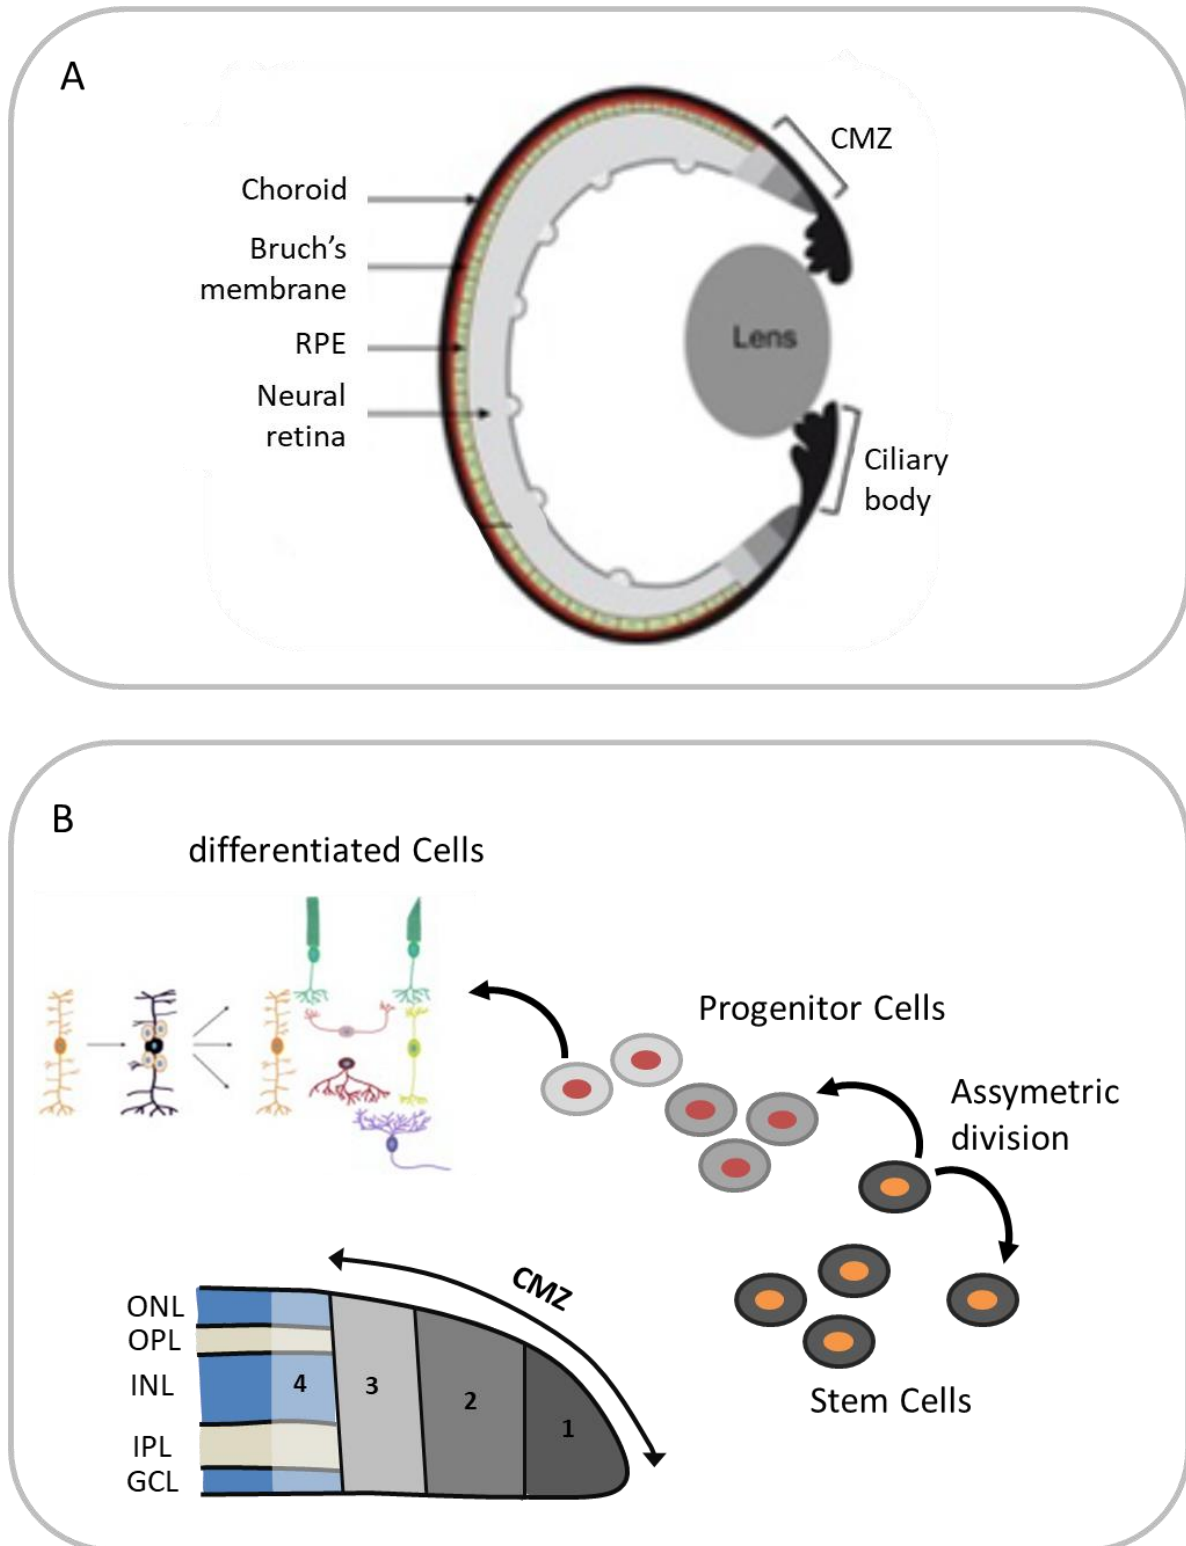 A
CMZ
Choroid
Bruch's
membrane
RPE
Lens
Neural
retina
Ciliary
body
B
differentiated Cells
Progenitor Cells
Assymetric
division
CMZ
ONL
OPL
INL
4
3
2
1
Stem Cells
IPL
GCL